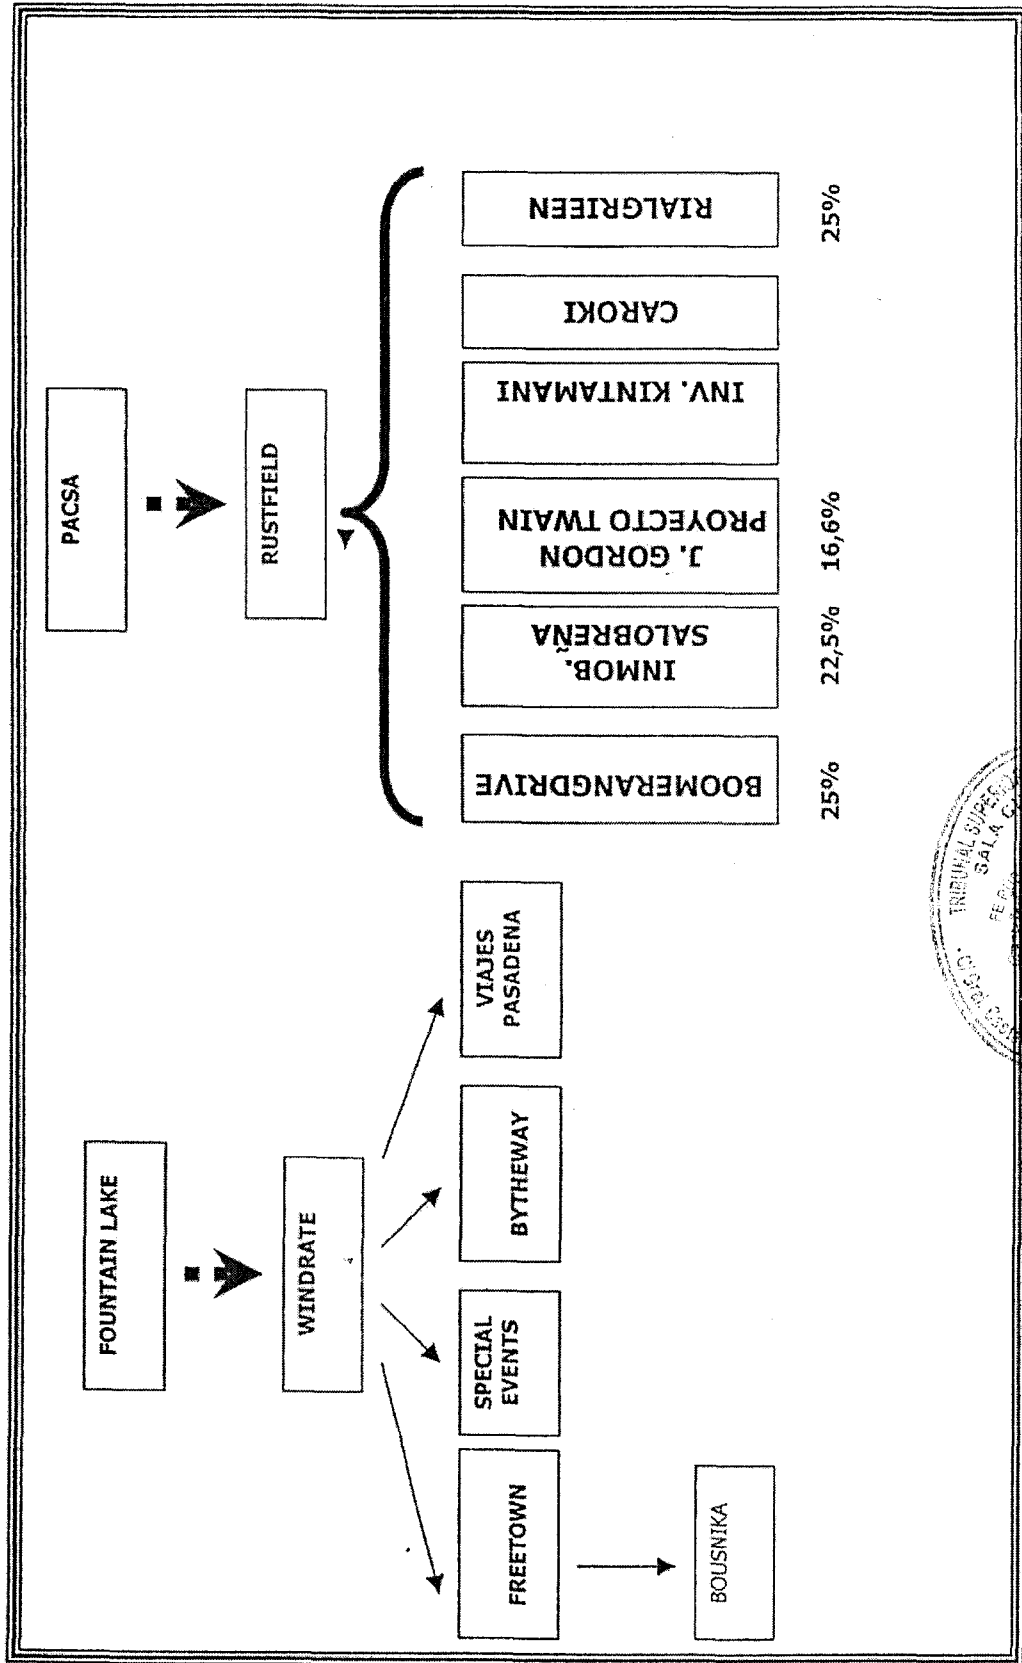 FOUNTAIN LAKE
PACSA
WINDRATE
RUSTFIELD
FREETOWN
SPECIAL
EVENTS
BYTHEWAY
VIAJES
PASADENA
BOOMERANGDRIVE
INMOB.
SALOBREÑA
J. GORDON
PROYECTO TWAIN
INV. KINTAMANI
CAROKI
RIALGRIEEN
BOUSNIKA
25%
22,5%
16,6%
25%
TRIBUNAL
SALA